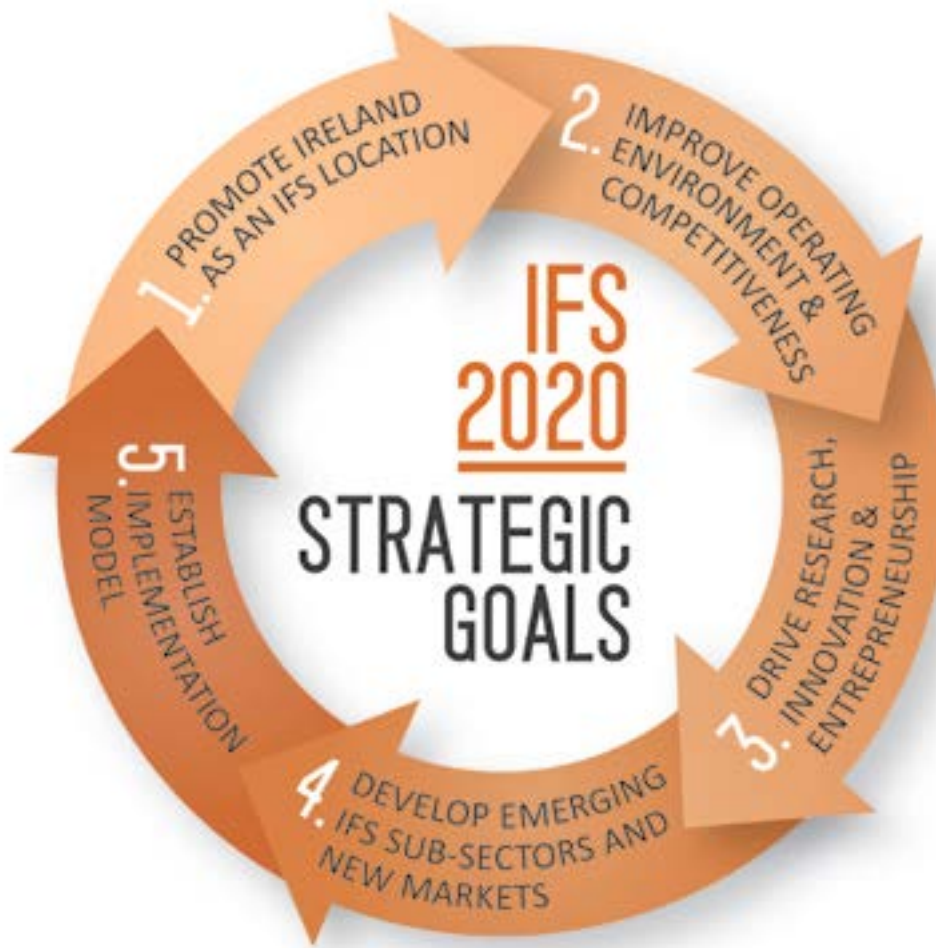 IFS
2020
STRATEGIC
GOALS
1. PROMOTE IRELAND
AS AN IFS LOCATION
2. IMPROVE OPERATING
ENVIRONMENT &
COMPETITIVENESS
3. DRIVE RESEARCH,
INNOVATION &
ENTREPRENEURSHIP
4. DEVELOP EMERGING
IFS SUB-SECTORS AND
NEW MARKETS
5. ESTABLISH
IMPLEMENTATION
MODEL